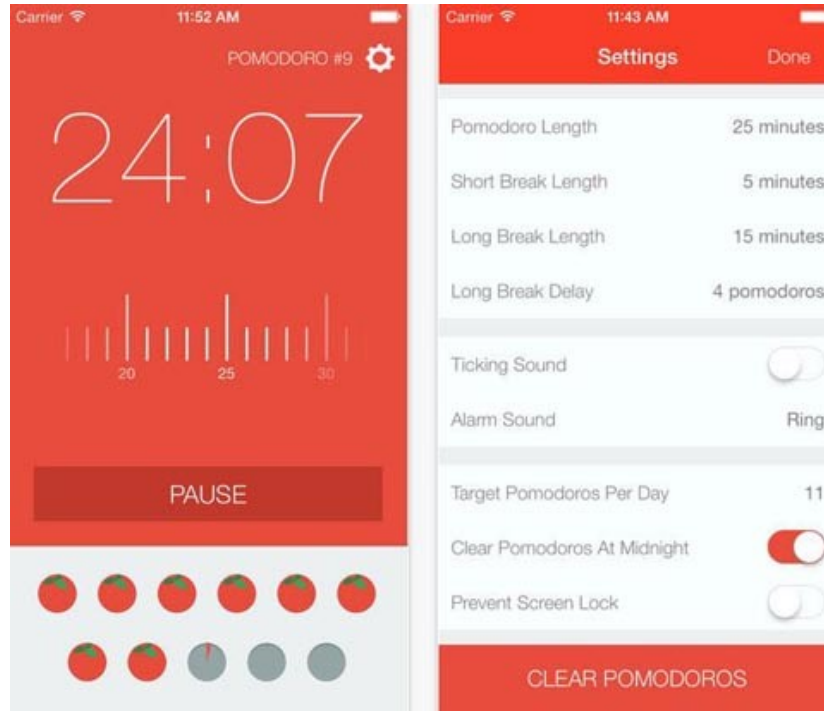 Carrier 11:52 AM
POMODORO #9
24:07
20 25 30
PAUSE
Carrier 11:43 AM
Settings Done
Pomodoro Length 25 minutes
Short Break Length 5 minutes
Long Break Length 15 minutes
Long Break Delay 4 pomodoros
Ticking Sound
Alarm Sound Ring
Target Pomodoros Per Day 11
Clear Pomodoros At Midnight
Prevent Screen Lock
CLEAR POMODOROS